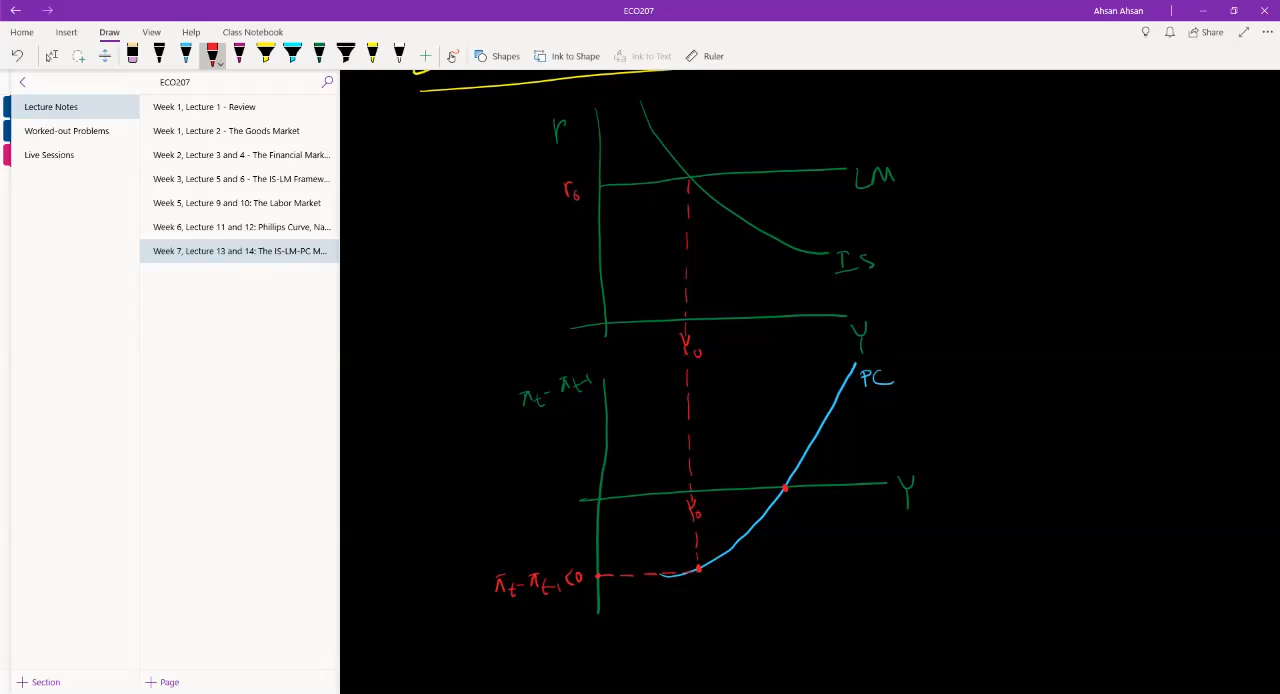 ECO207
Ahsan Ahsan
Home Insert Draw View Help Class Notebook
Share
Shapes Ink to Shape Ink to Text Ruler
ECO207
Lecture Notes
Worked-out Problems
Live Sessions
Week 1, Lecture 1 - Review
Week 1, Lecture 2 - The Goods Market
Week 2, Lecture 3 and 4 - The Financial Mark...
Week 3, Lecture 5 and 6 - The IS-LM Framew...
Week 5, Lecture 9 and 10: The Labor Market
Week 6, Lecture 11 and 12: Phillips Curve, Na...
Week 7, Lecture 13 and 14: The IS-LM-PC M...
Section
Page
r
LM
r₀
IS
Y
Y₀
PC
πt - πt-1
Y
Y₀
πt - πt-1 < 0